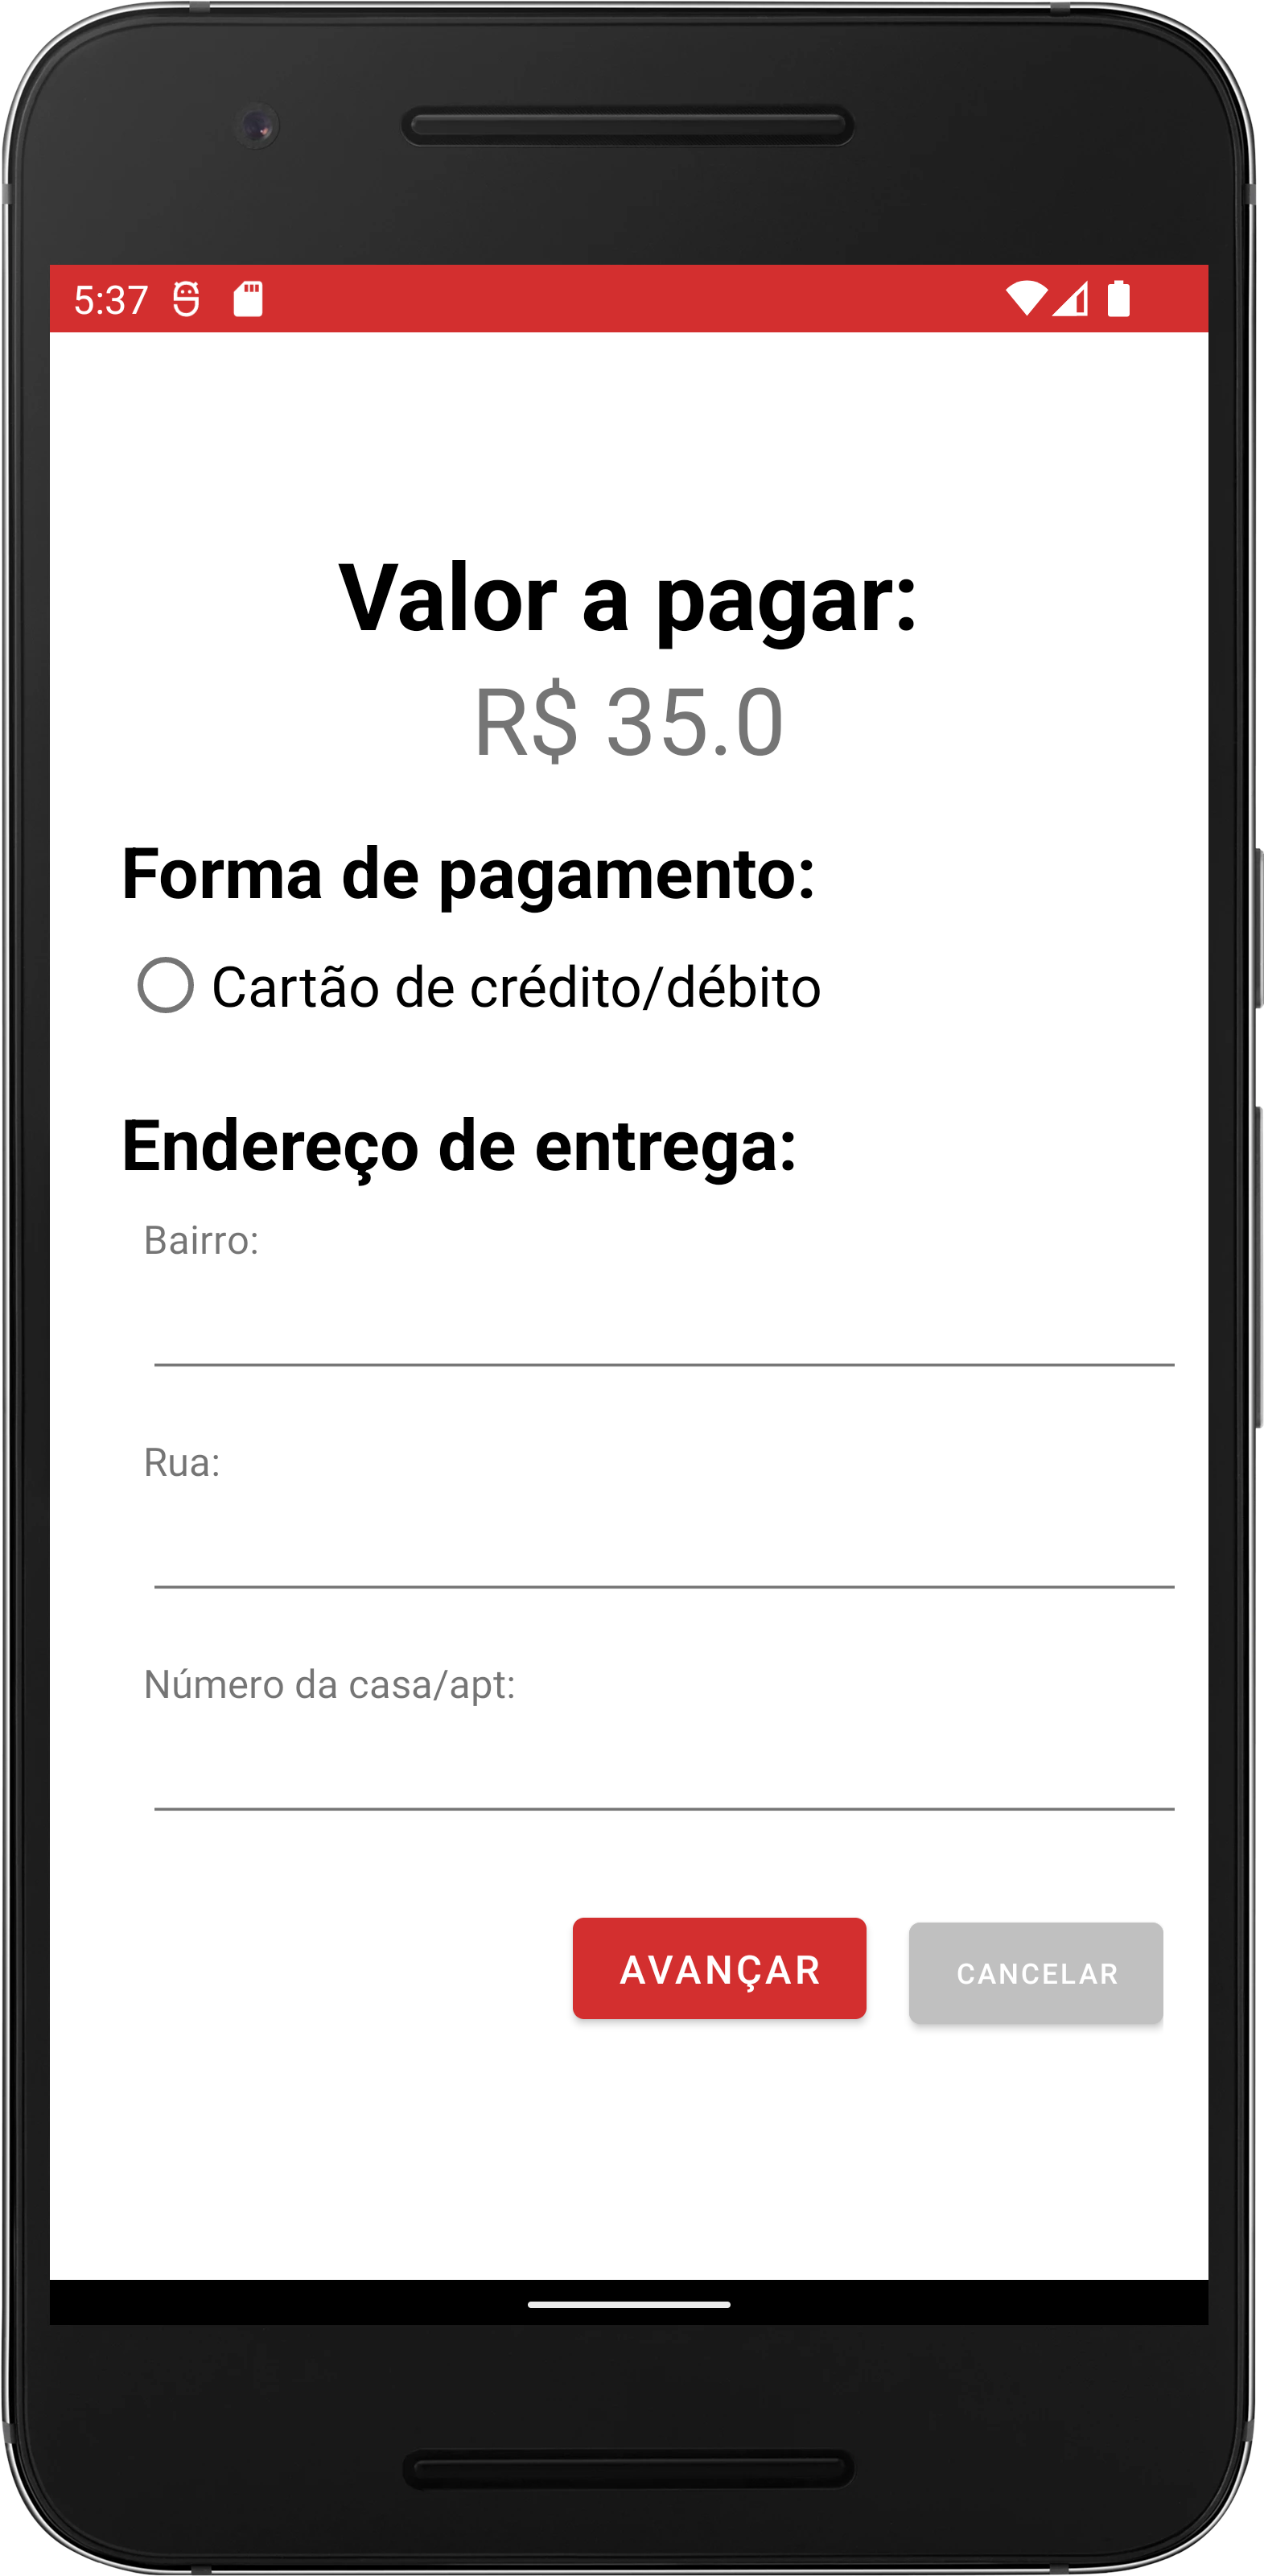 5:37
Valor a pagar:
R$ 35.0
Forma de pagamento:
Cartão de crédito/débito
Endereço de entrega:
Bairro:
Rua:
Número da casa/apt:
AVANÇAR CANCELAR